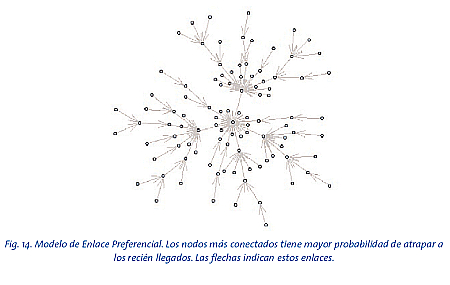 Fig. 14. Modelo de Enlace Preferencial. Los nodos más conectados tiene mayor probabilidad de atrapar a
los recién llegados. Las flechas indican estos enlaces.